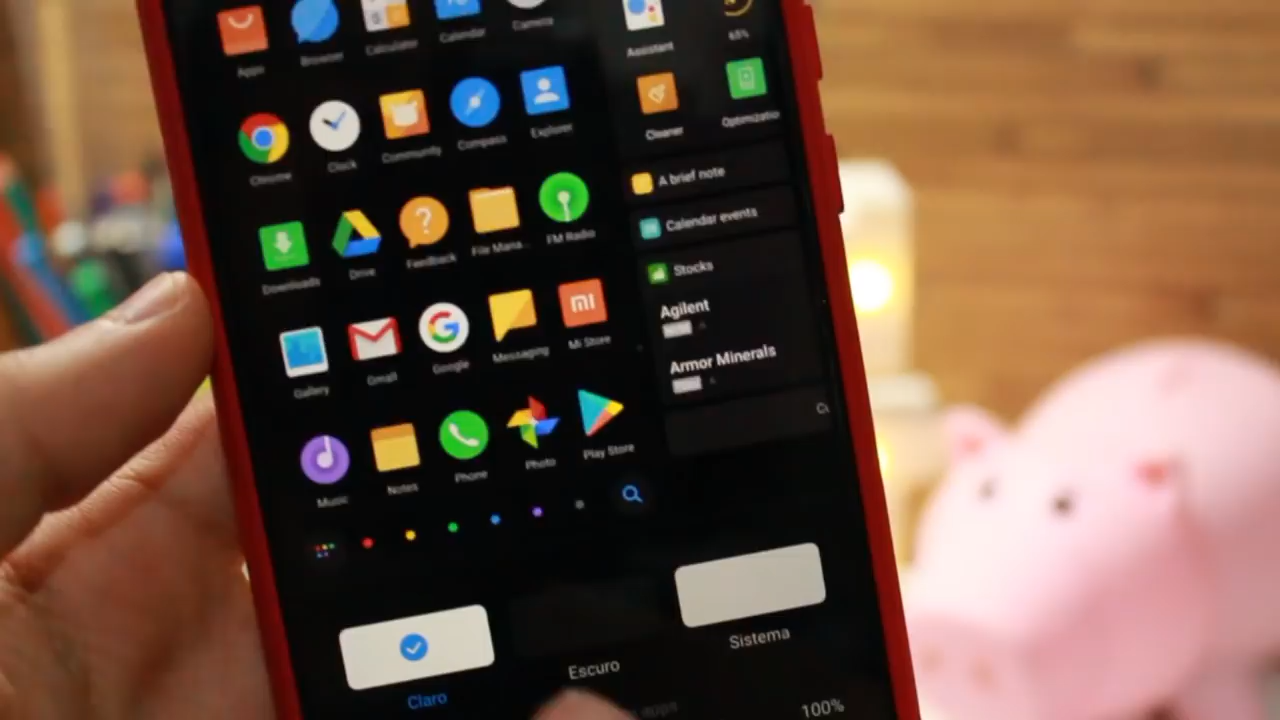 Apps Browser Calculator Calendar Camera
Assistant 65%
Chrome Clock Community Compass Explorer
Cleaner Optimizatio
A brief note
Downloads Drive Feedback File Mana... FM Radio
Calendar events
Stocks
Agilent
Gallery Gmail Google Messaging Mi Store
Armor Minerals
Music Notes Phone Photo Play Store
Claro Escuro Sistema
100%